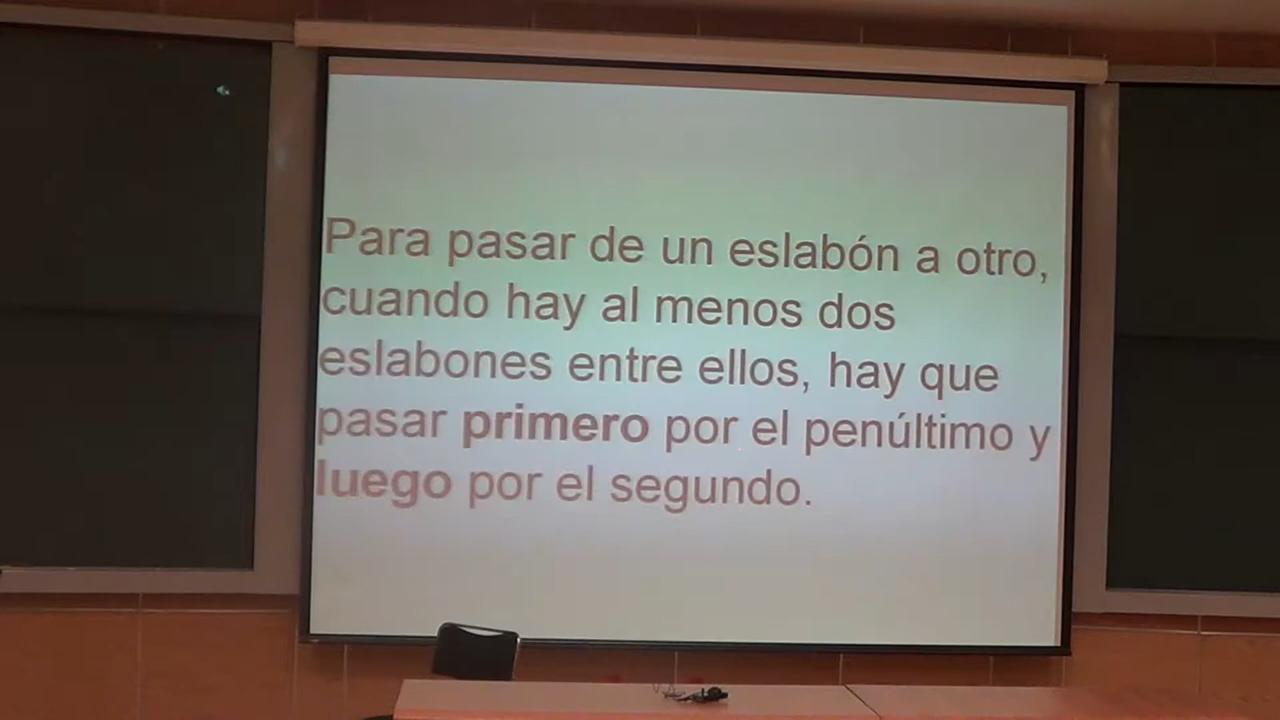 Para pasar de un eslabón a otro,
cuando hay al menos dos
eslabones entre ellos, hay que
pasar primero por el penúltimo y
luego por el segundo.